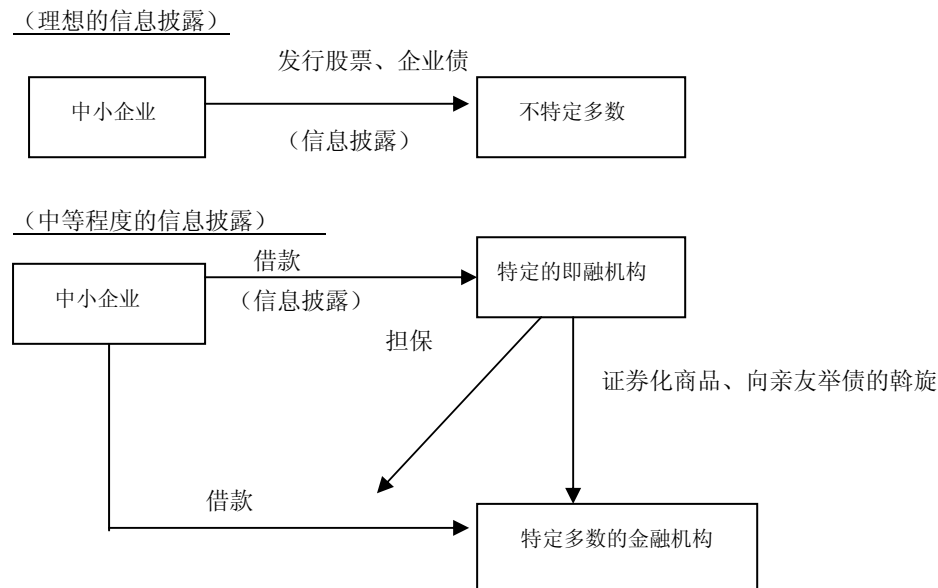 （理想的信息披露）
发行股票、企业债
中小企业
不特定多数
（信息披露）
（中等程度的信息披露）
借款
特定的即融机构
中小企业
（信息披露）
担保
证券化商品、向亲友举债的斡旋
借款
特定多数的金融机构